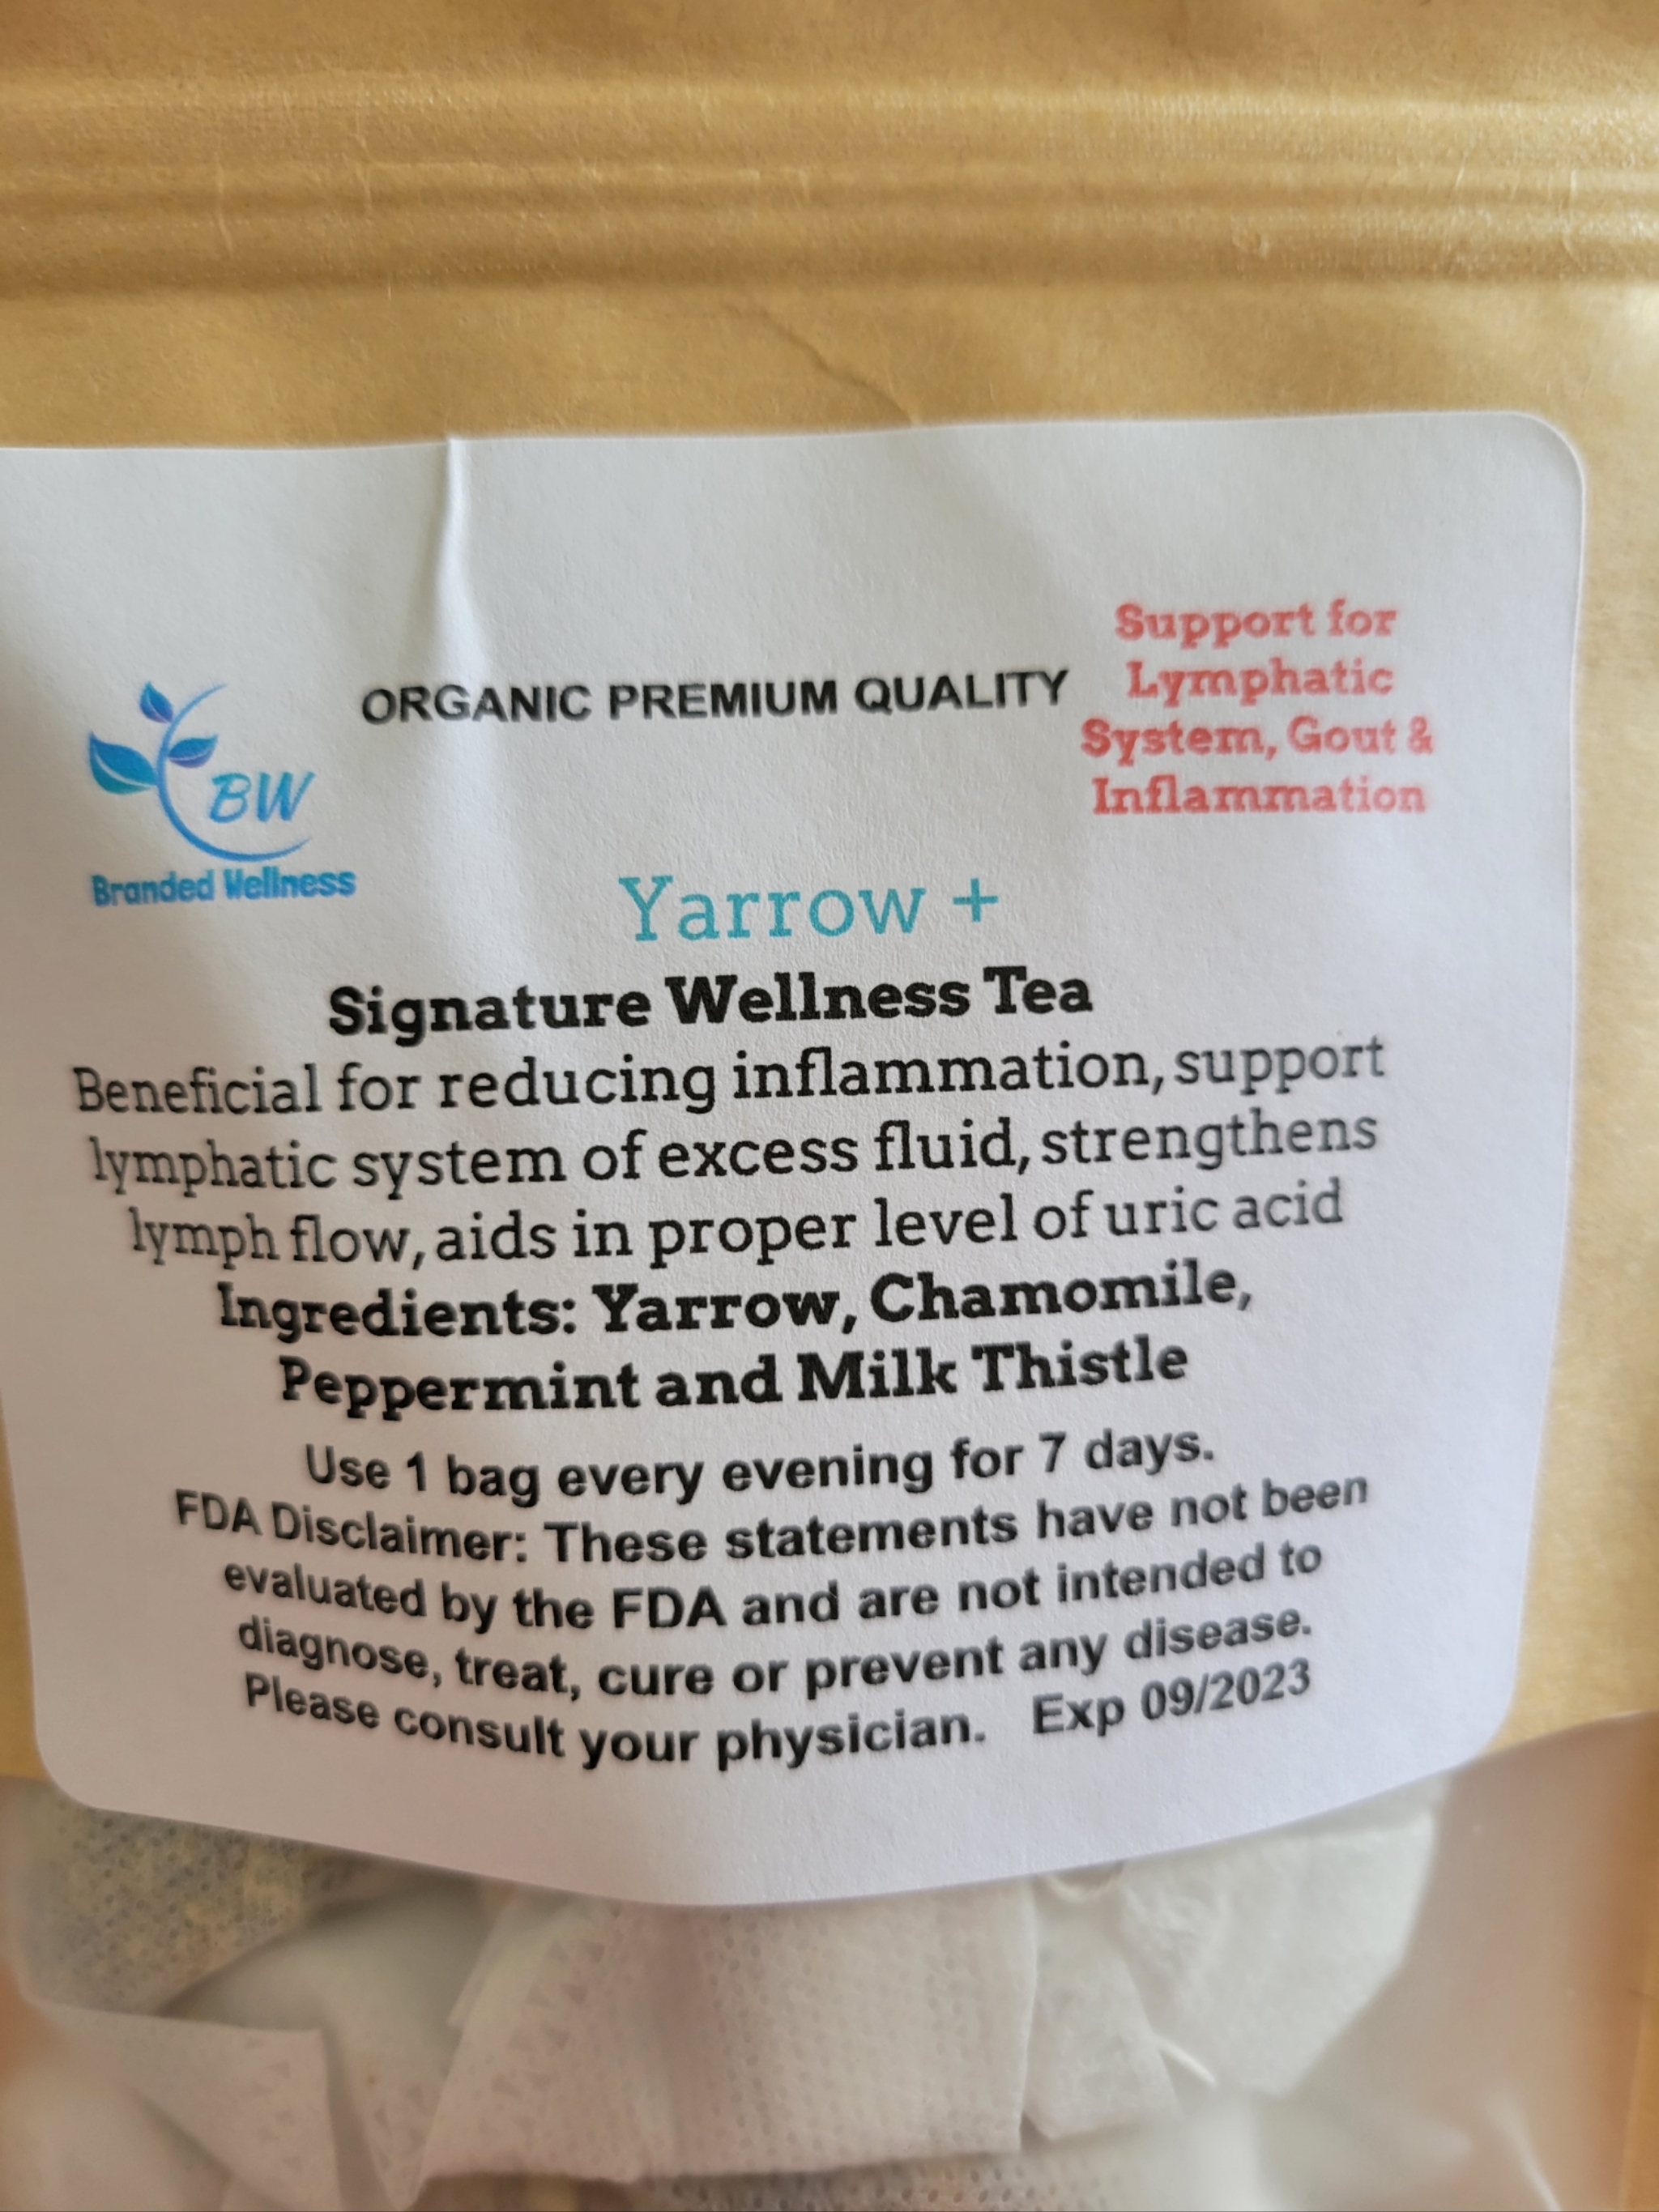 ORGANIC PREMIUM QUALITY
Support for
Lymphatic
System, Gout &
Inflammation
BW
Branded Wellness
Yarrow +
Signature Wellness Tea
Beneficial for reducing inflammation, support
lymphatic system of excess fluid, strengthens
lymph flow, aids in proper level of uric acid
Ingredients: Yarrow, Chamomile,
Peppermint and Milk Thistle
Use 1 bag every evening for 7 days.
FDA Disclaimer: These statements have not been
evaluated by the FDA and are not intended to
diagnose, treat, cure or prevent any disease.
Please consult your physician. Exp 09/2023